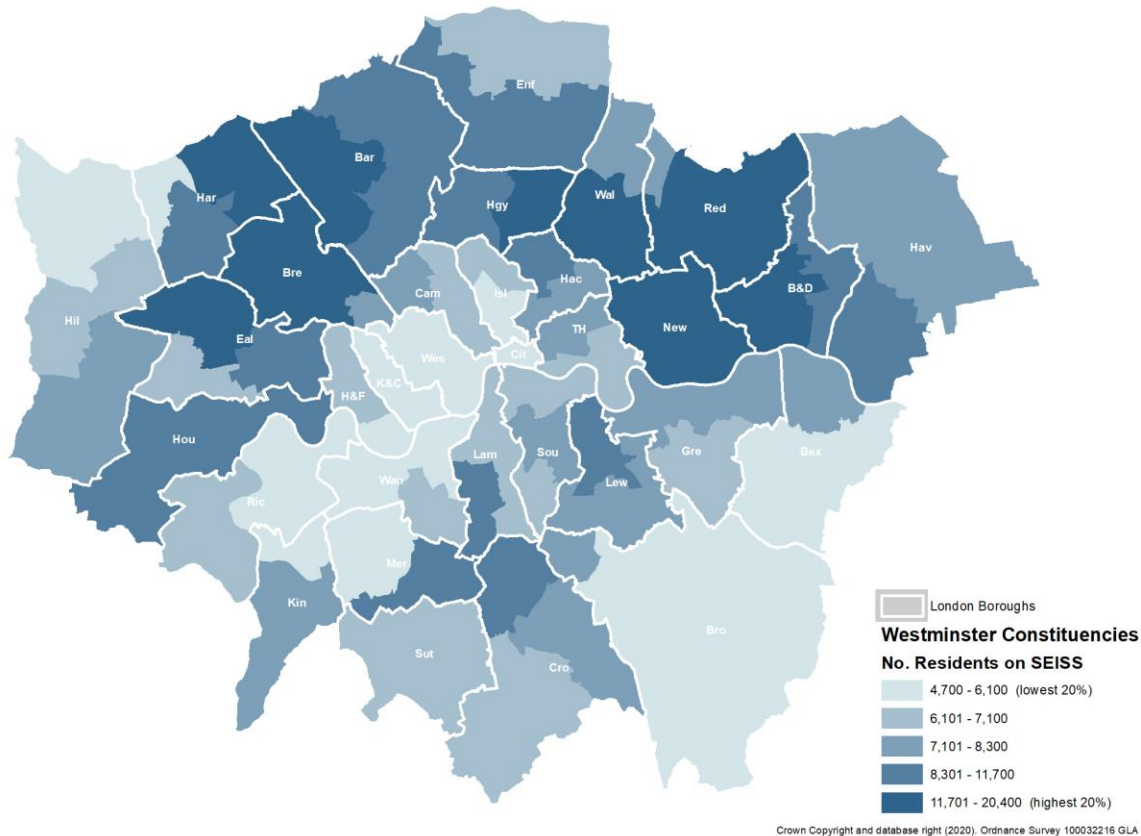 Enf
Bar
Har
Hgy
Wal
Red
Hav
Bre
Cam
Isl
Hac
B&D
Hil
Eal
TH
New
Wes
Cit
K&C
H&F
Hou
Lam
Sou
Gre
Bex
Ric
Wan
Lew
Mer
Kin
Bro
Sut
Cro
London Boroughs
Westminster Constituencies
No. Residents on SEISS
4,700 - 6,100 (lowest 20%)
6,101 - 7,100
7,101 - 8,300
8,301 - 11,700
11,701 - 20,400 (highest 20%)
Crown Copyright and database right (2020). Ordnance Survey 100032216 GLA